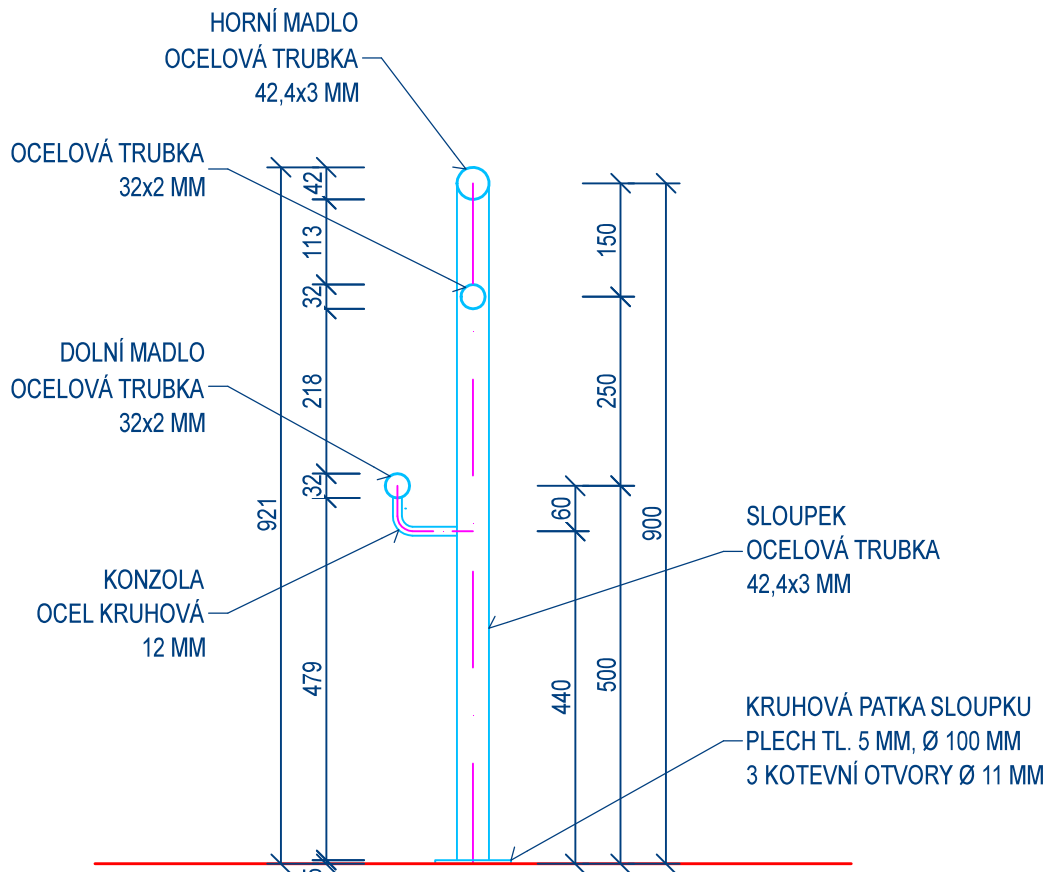 HORNÍ MADLO
OCELOVÁ TRUBKA
42,4x3 MM
OCELOVÁ TRUBKA
32x2 MM
DOLNÍ MADLO
OCELOVÁ TRUBKA
32x2 MM
KONZOLA
OCEL KRUHOVÁ
12 MM
921
42
113
32
218
32
479
150
250
60
440
500
900
SLOUPEK
OCELOVÁ TRUBKA
42,4x3 MM
KRUHOVÁ PATKA SLOUPKU
PLECH TL. 5 MM, Ø 100 MM
3 KOTEVNÍ OTVORY Ø 11 MM